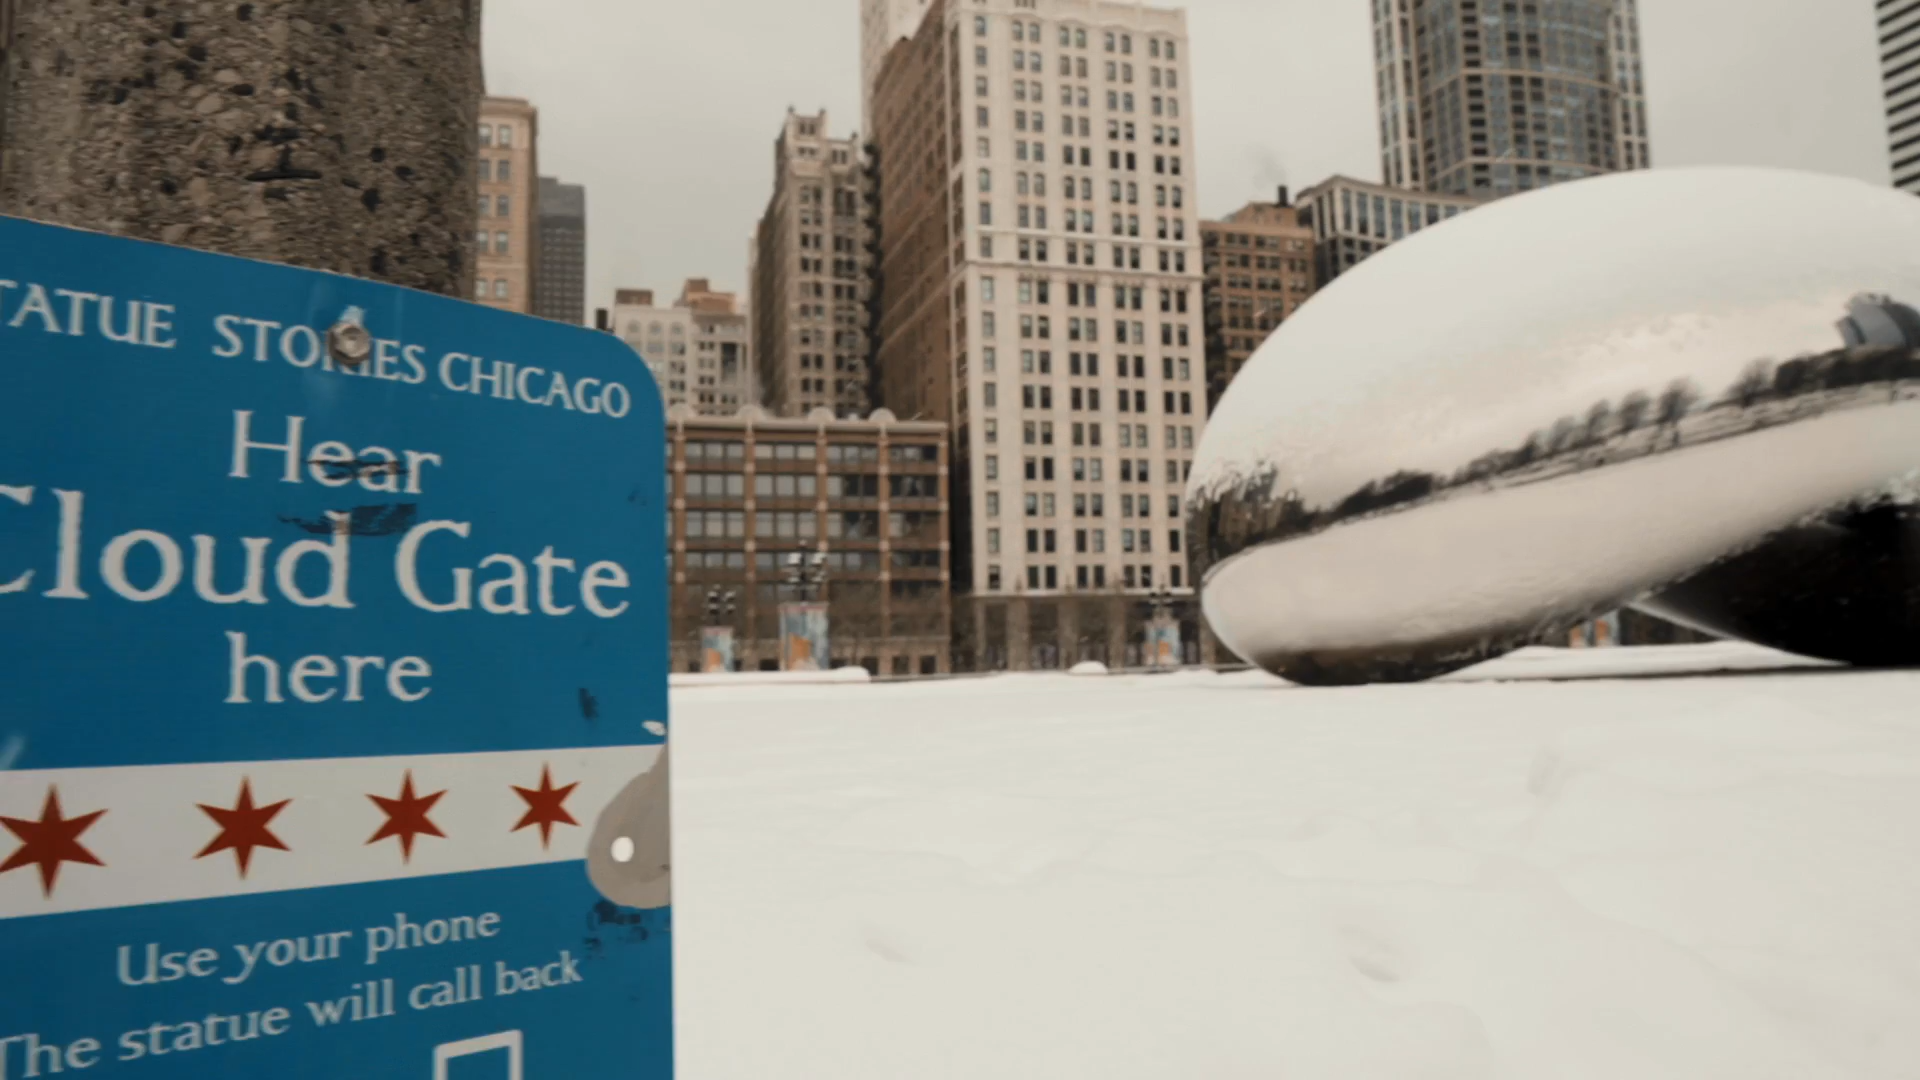 TATUE STORIES CHICAGO
Hear
Cloud Gate
here
Use your phone
The statue will call back